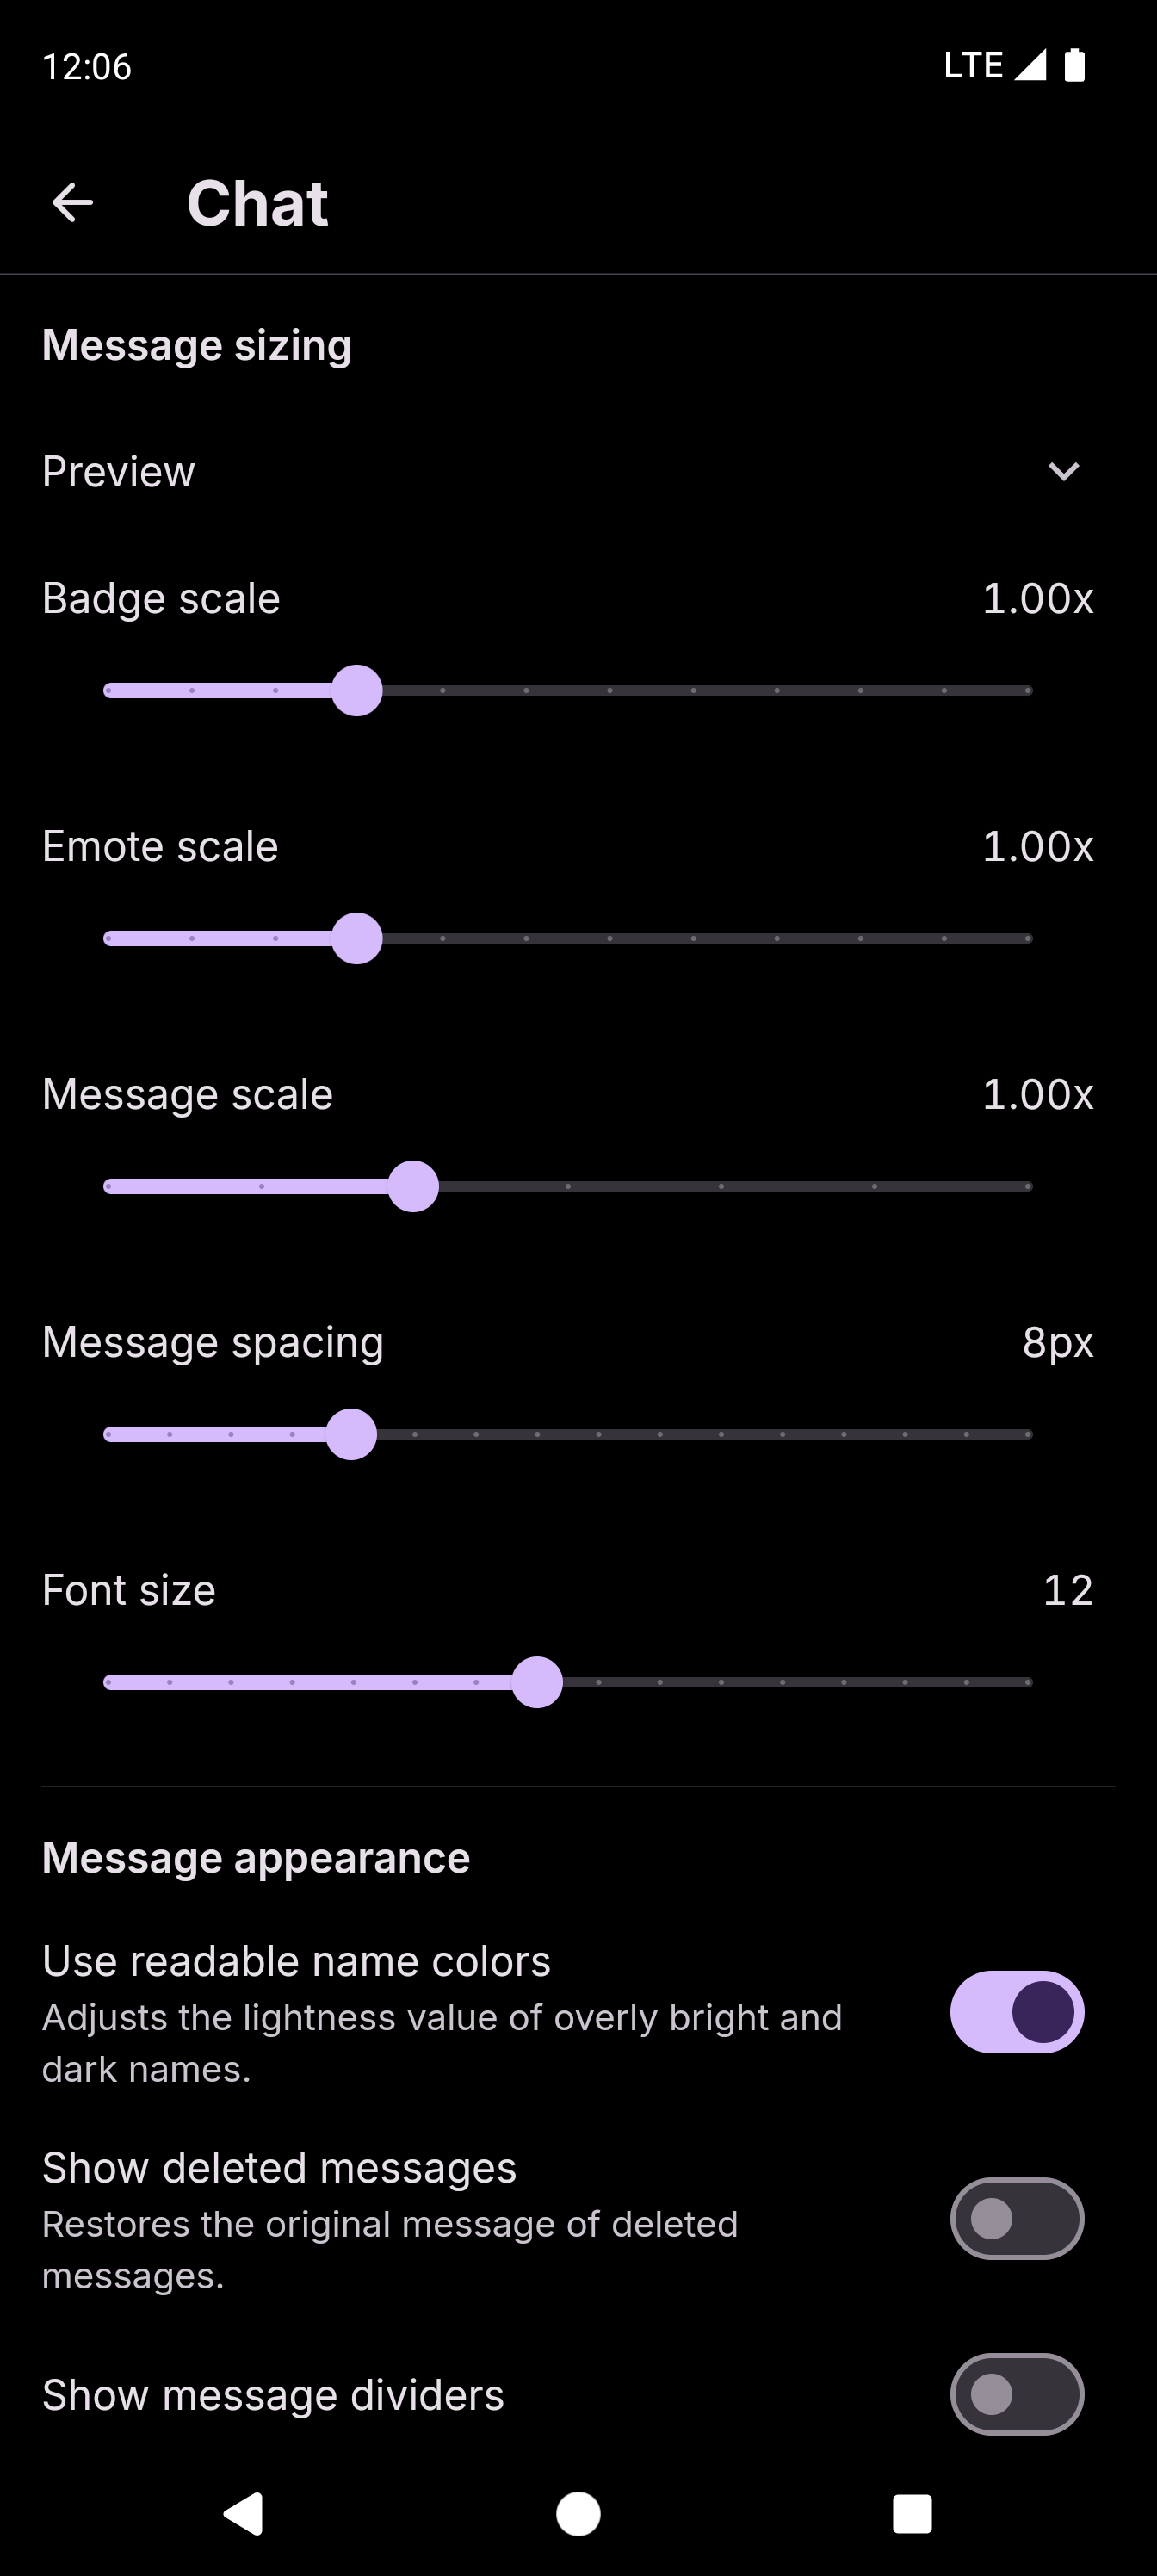 12:06
LTE
Chat
Message sizing
Preview
Badge scale
1.00x
Emote scale
1.00x
Message scale
1.00x
Message spacing
8px
Font size
12
Message appearance
Use readable name colors
Adjusts the lightness value of overly bright and
dark names.
Show deleted messages
Restores the original message of deleted
messages.
Show message dividers